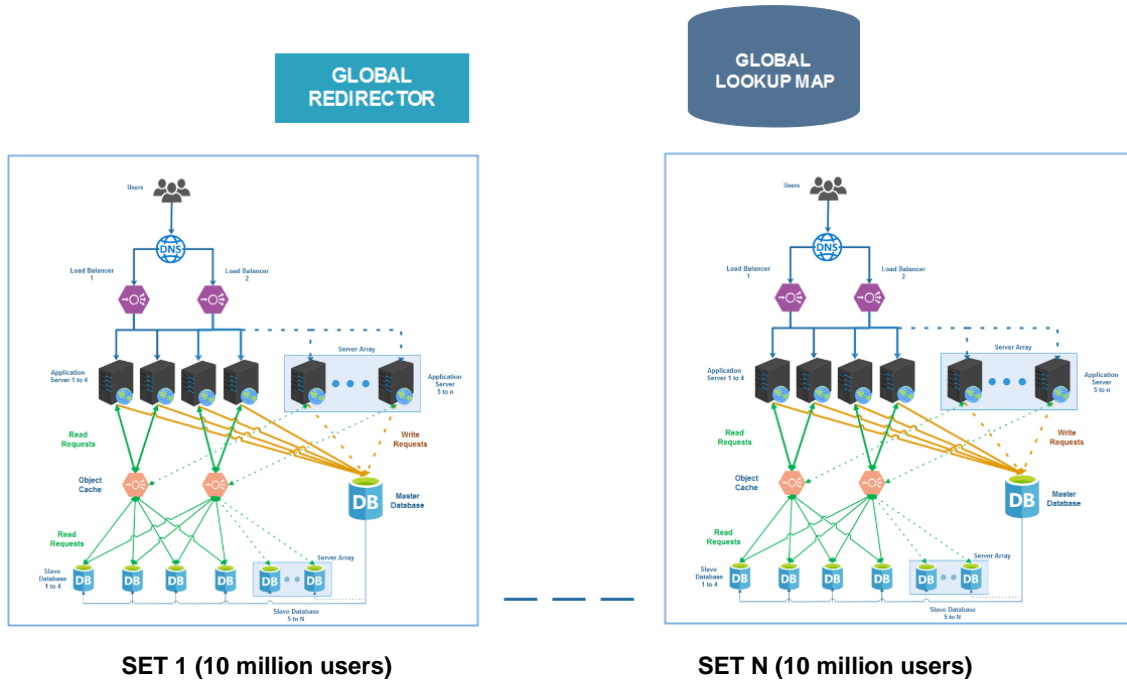 GLOBAL
REDIRECTOR
GLOBAL
LOOKUP MAP
Users
DNS
Load Balancer
1
Load Balancer
2
Server Array
Application
Server 1 to 4
Application
Server
5 to n
Read
Requests
Write
Requests
Object
Cache
DB
Master
Database
Read
Requests
Server Array
Slave
Database
1 to 4
DB
DB
DB
DB
DB
DB
Slave Database
5 to N
SET 1 (10 million users)
Users
DNS
Load Balancer
1
Load Balancer
2
Server Array
Application
Server 1 to 4
Application
Server
5 to n
Read
Requests
Write
Requests
Object
Cache
DB
Master
Database
Read
Requests
Server Array
Slave
Database
1 to 4
DB
DB
DB
DB
DB
DB
Slave Database
5 to N
SET N (10 million users)